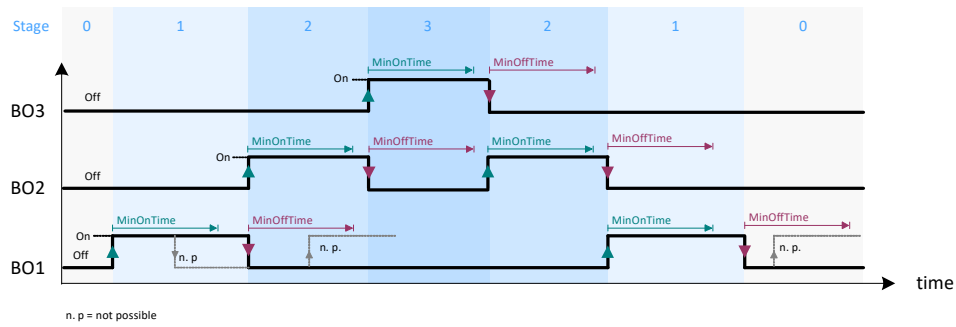 Stage 0 1 2 3 2 1 0
MinOnTime MinOffTime
On
Off
BO3
MinOnTime MinOffTime MinOnTime MinOffTime
On
Off
BO2
MinOnTime MinOffTime MinOnTime MinOffTime
On
Off n. p n. p. n. p.
BO1
time
n. p = not possible